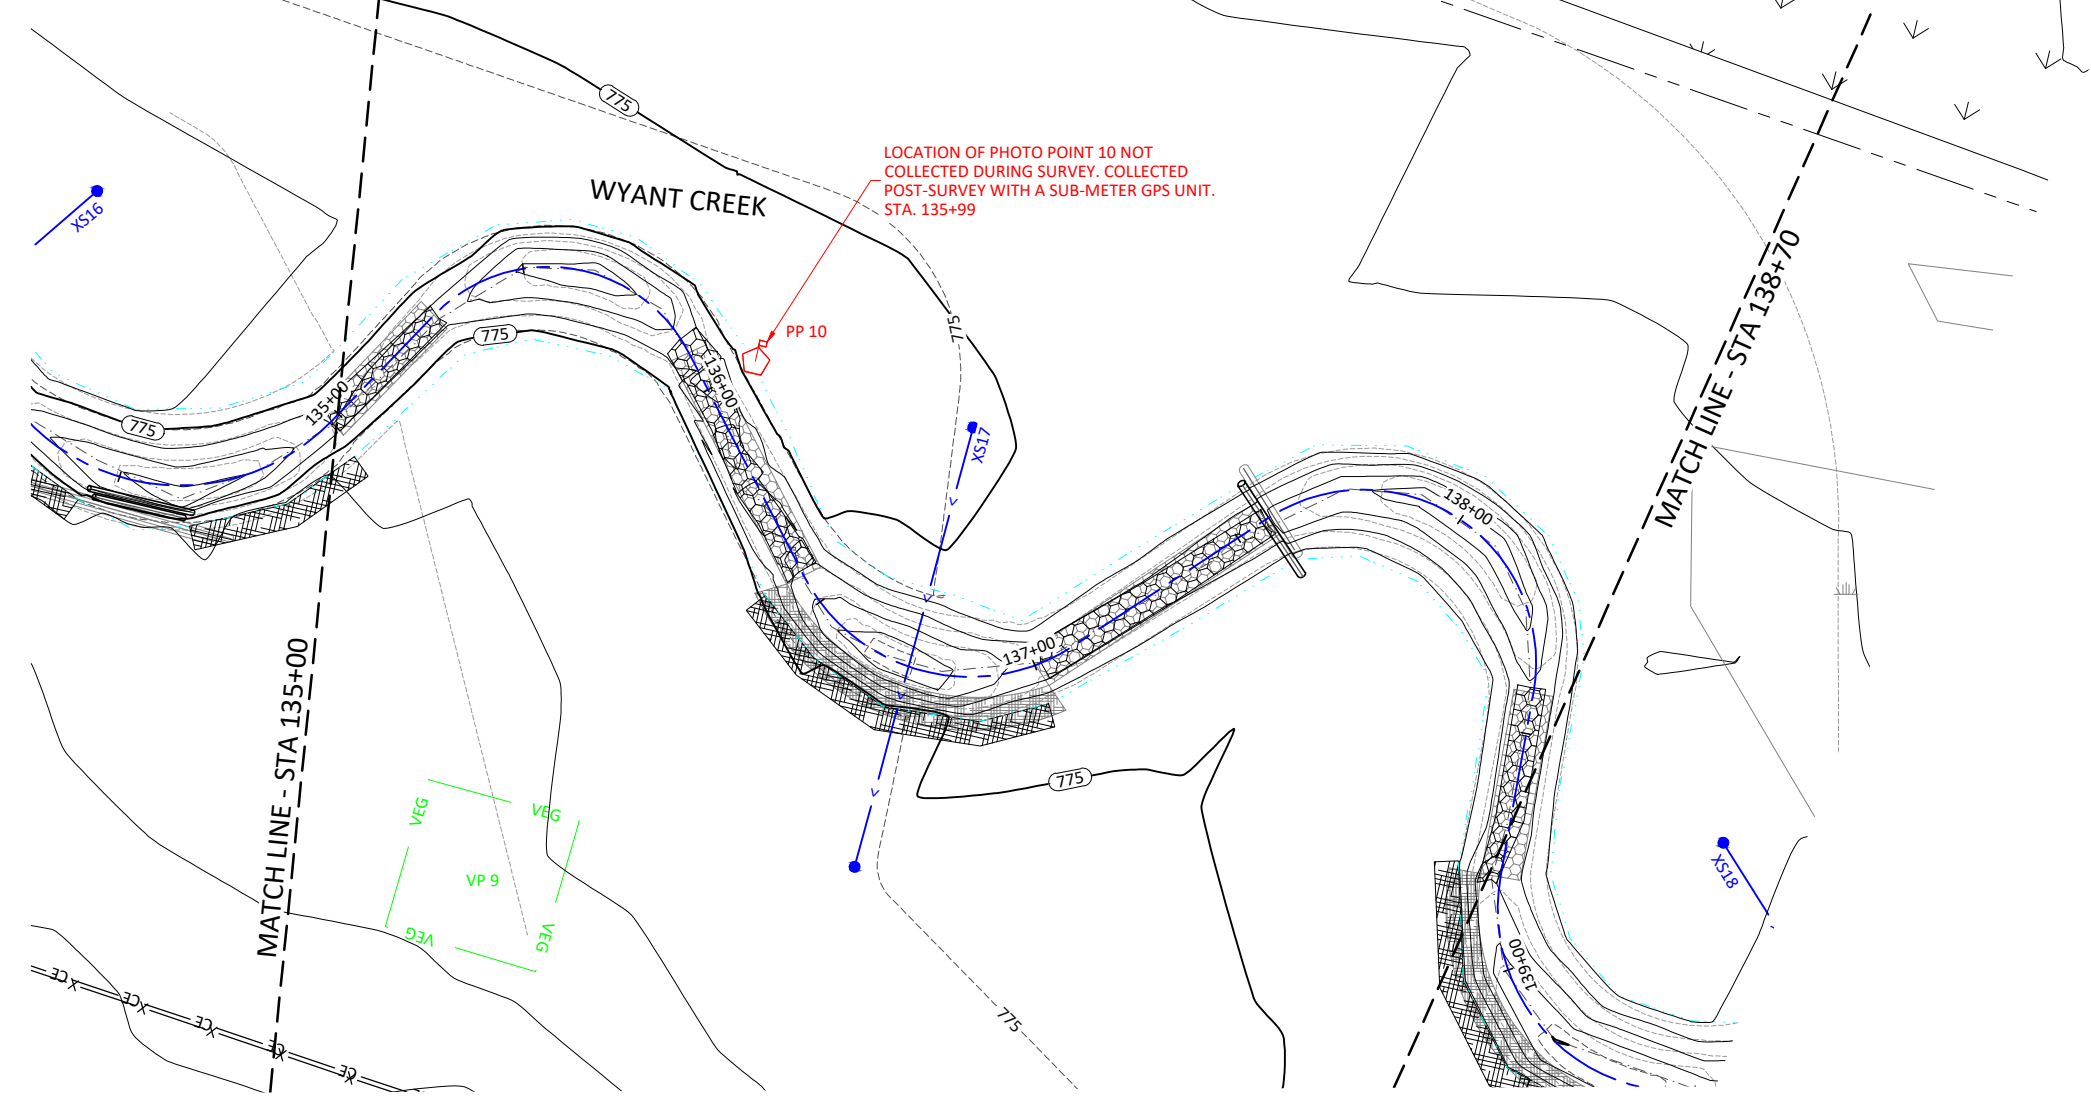 775
LOCATION OF PHOTO POINT 10 NOT
COLLECTED DURING SURVEY. COLLECTED
POST-SURVEY WITH A SUB-METER GPS UNIT.
STA. 135+99
WYANT CREEK
XS16
MATCH LINE - STA 138+70
775
PP 10
775
136+00
135+00
775
XS17
138+00
137+00
775
MATCH LINE - STA 135+00
VEG
VEG
VP 9
VEG
VEG
XS18
139+00
775
X
CE
X
CE
X
CE
X
CE
X
CE